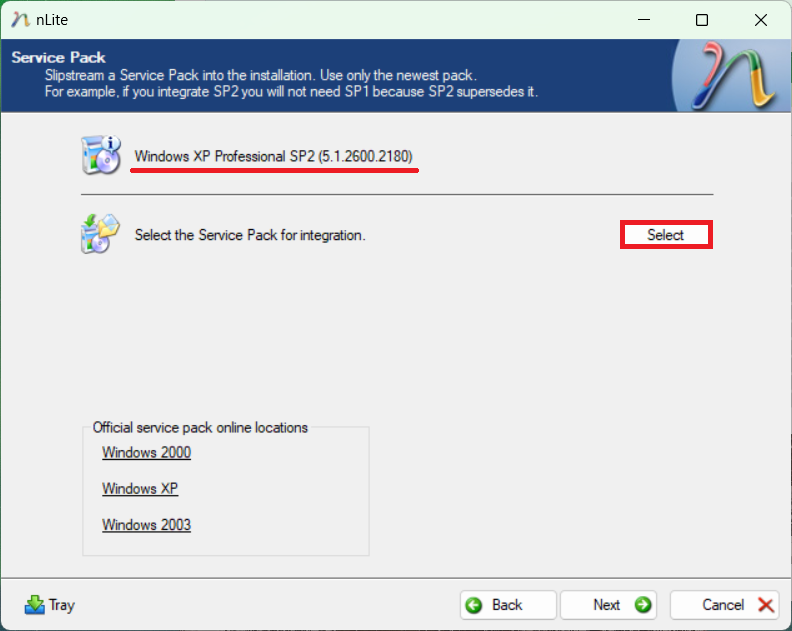 nLite
Service Pack
Slipstream a Service Pack into the installation. Use only the newest pack.
For example, if you integrate SP2 you will not need SP1 because SP2 supersedes it.
Windows XP Professional SP2 (5.1.2600.2180)
Select the Service Pack for integration.
Select
Official service pack online locations
Windows 2000
Windows XP
Windows 2003
Tray
Back
Next
Cancel